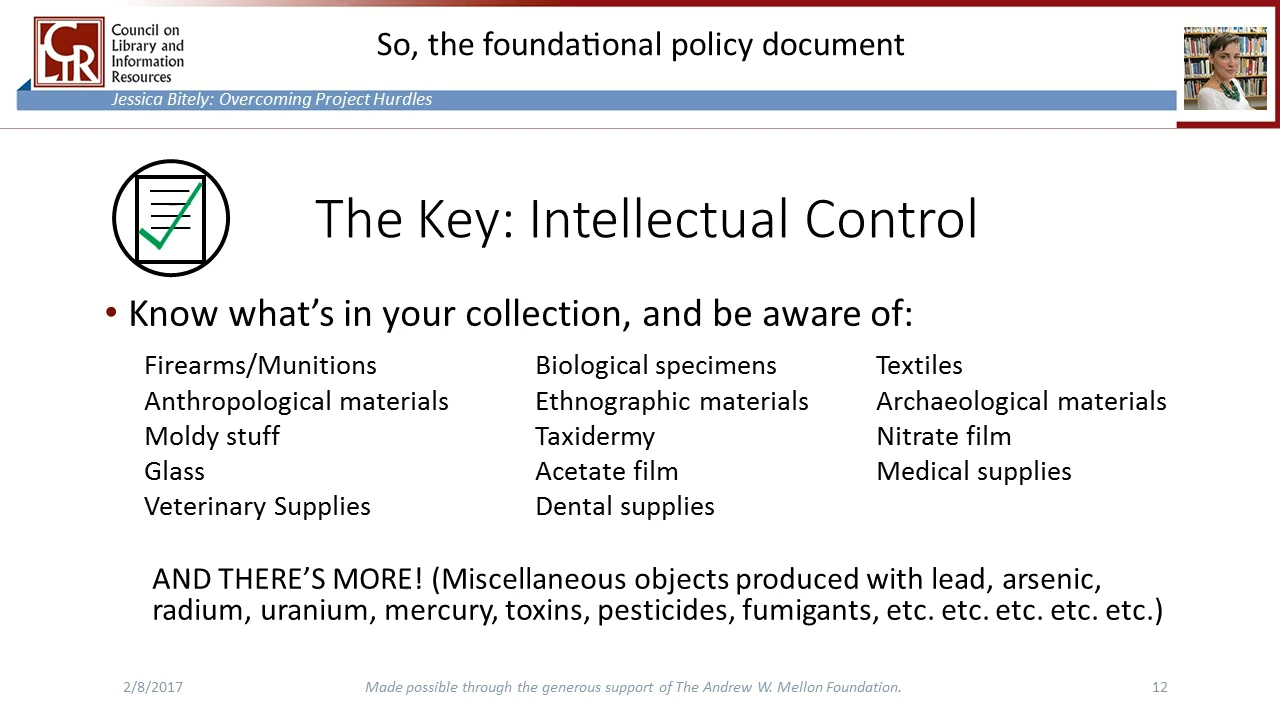 CLIR
Council on
Library and
Information
Resources
So, the foundational policy document
Jessica Bitely: Overcoming Project Hurdles
The Key: Intellectual Control
• Know what’s in your collection, and be aware of:
Firearms/Munitions
Anthropological materials
Moldy stuff
Glass
Veterinary Supplies
Biological specimens
Ethnographic materials
Taxidermy
Acetate film
Dental supplies
Textiles
Archaeological materials
Nitrate film
Medical supplies
AND THERE’S MORE! (Miscellaneous objects produced with lead, arsenic,
radium, uranium, mercury, toxins, pesticides, fumigants, etc. etc. etc. etc. etc.)
2/8/2017
Made possible through the generous support of The Andrew W. Mellon Foundation.
12